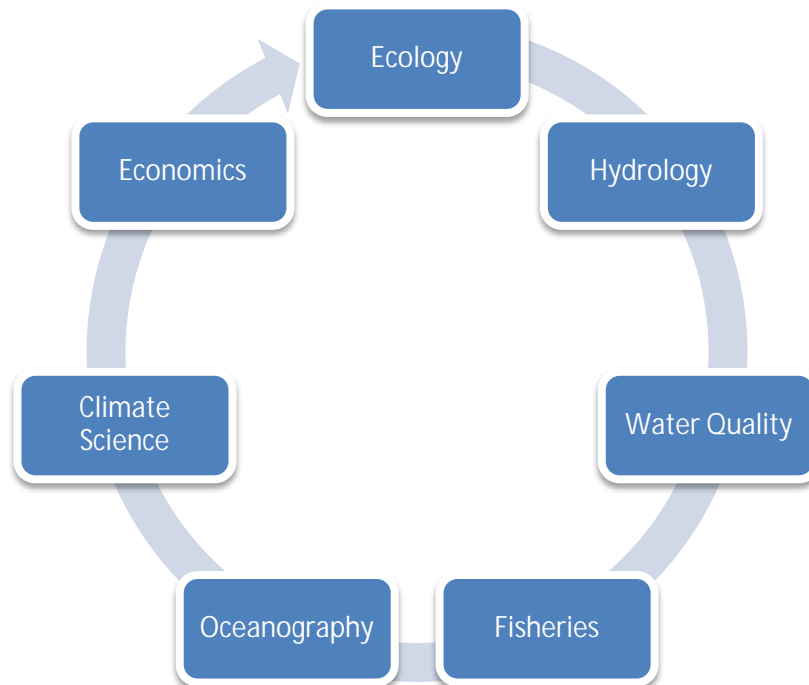 Ecology
Hydrology
Water Quality
Fisheries
Oceanography
Climate
Science
Economics